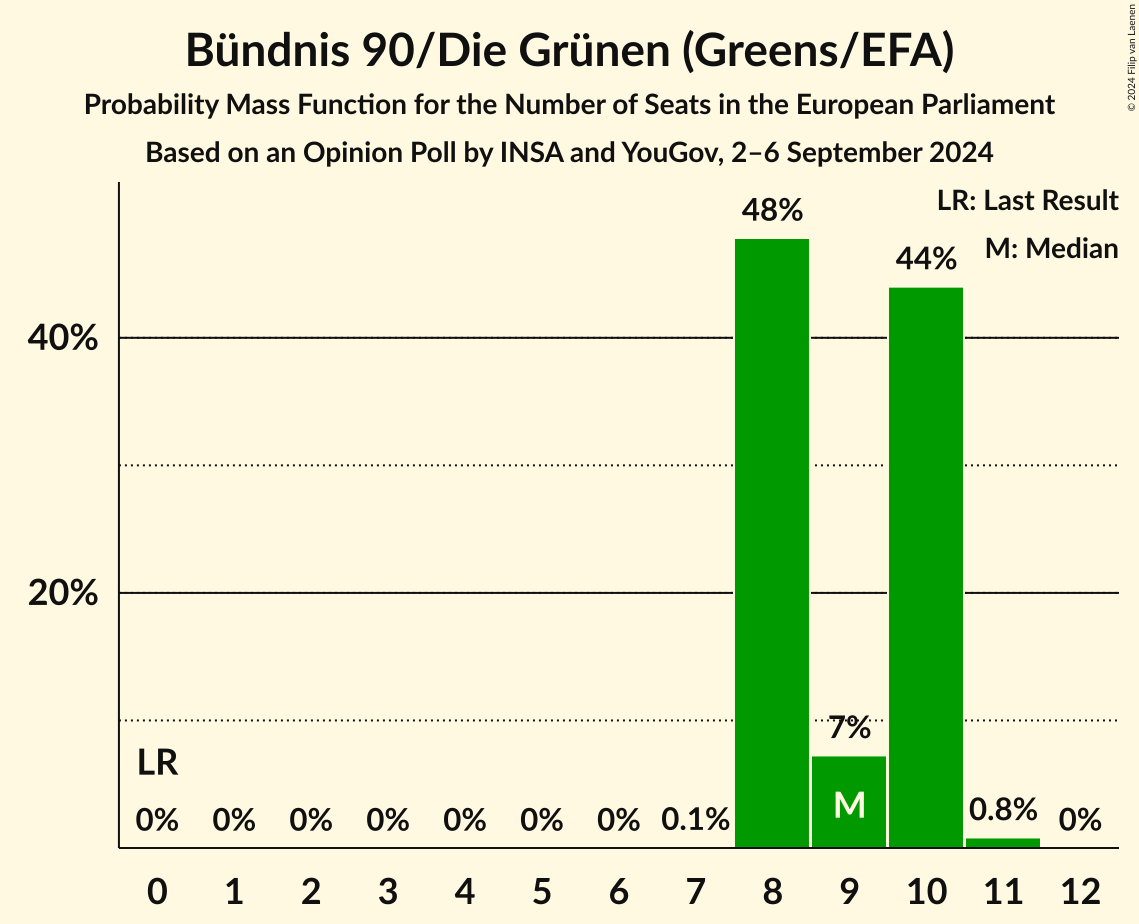 Bündnis 90/Die Grünen (Greens/EFA)
Probability Mass Function for the Number of Seats in the European Parliament
Based on an Opinion Poll by INSA and YouGov, 2–6 September 2024
© 2024 Filip van Laenen
LR: Last Result
M: Median
48%
44%
40%
20%
7%
LR
M
0% 0% 0% 0% 0% 0% 0% 0.1% 0.8% 0%
0 1 2 3 4 5 6 7 8 9 10 11 12